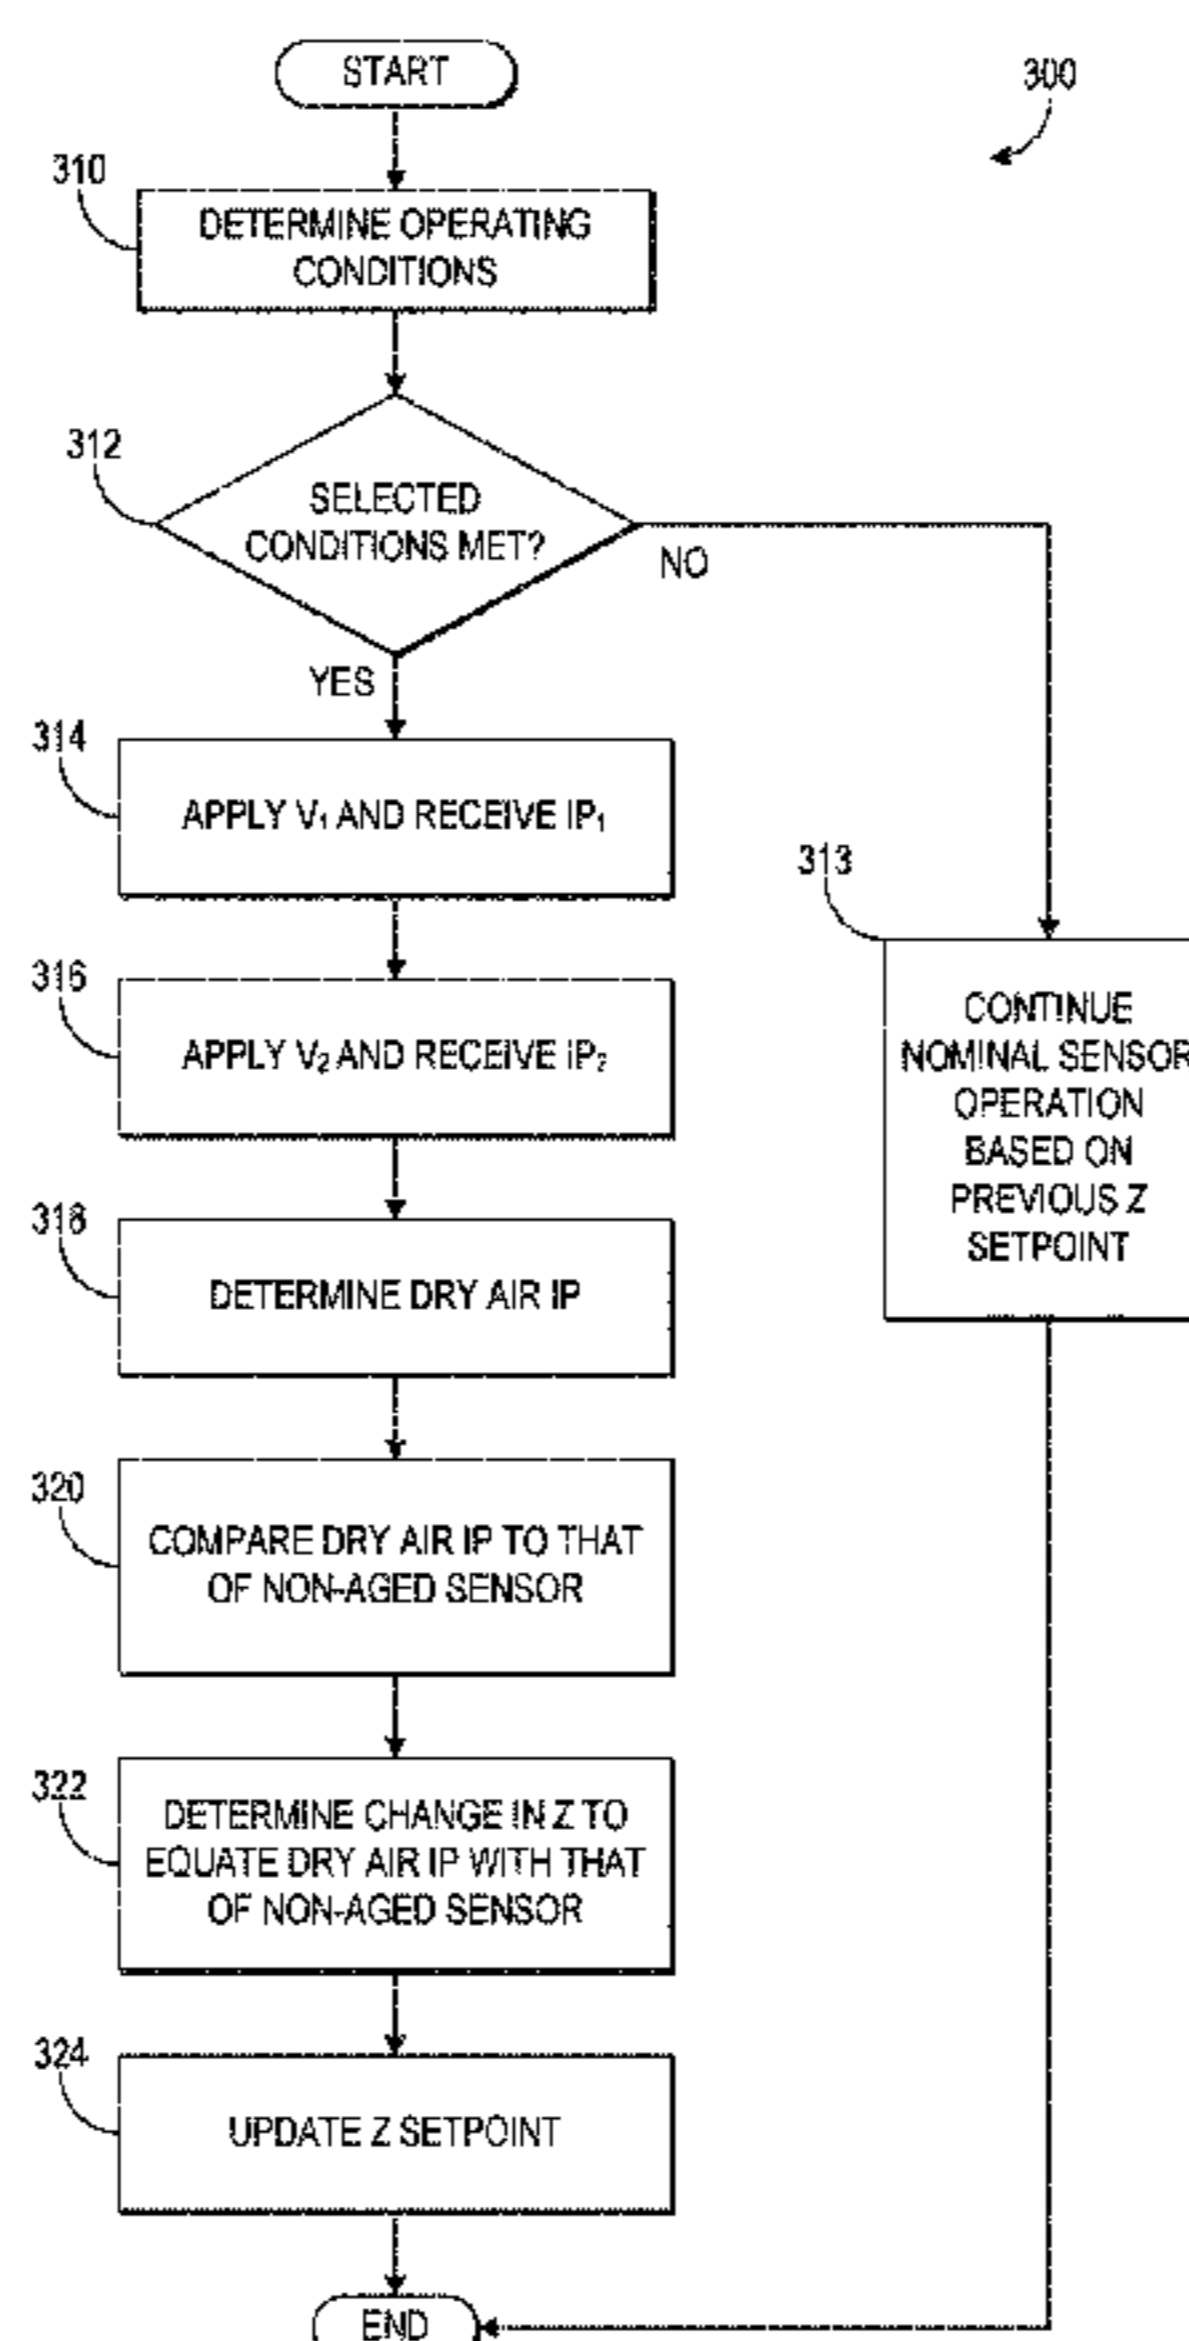 START
300
310
DETERMINE OPERATING
CONDITIONS
312
SELECTED
CONDITIONS MET?
NO
YES
314
APPLY V₁ AND RECEIVE IP₁
313
CONTINUE
NOMINAL SENSOR
OPERATION
BASED ON
PREVIOUS Z
SETPOINT
316
APPLY V₂ AND RECEIVE IP₂
318
DETERMINE DRY AIR IP
320
COMPARE DRY AIR IP TO THAT
OF NON-AGED SENSOR
322
DETERMINE CHANGE IN Z TO
EQUATE DRY AIR IP WITH THAT
OF NON-AGED SENSOR
324
UPDATE Z SETPOINT
END